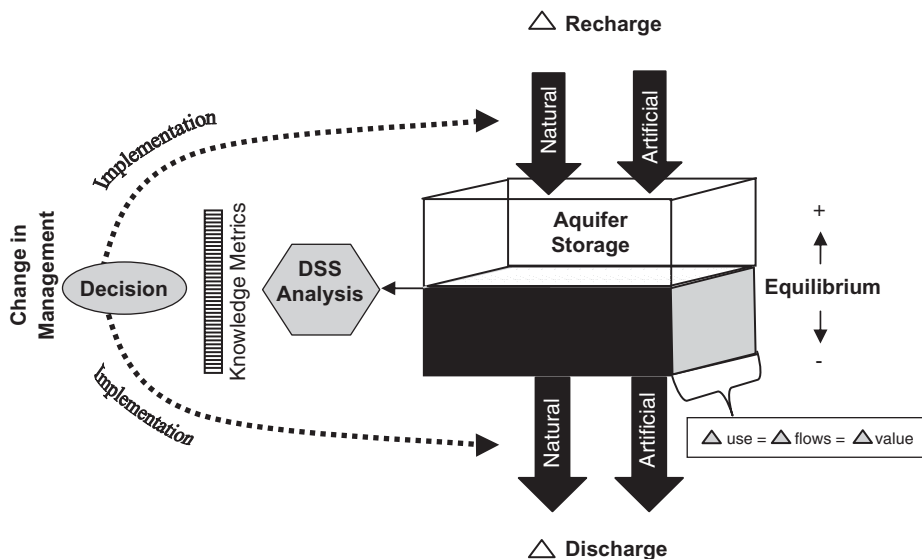 △ Recharge
Natural
Artificial
Implementation
Aquifer
Storage
+
Change in
Management
Decision
Knowledge Metrics
DSS
Analysis
Equilibrium
-
Implementation
Natural
Artificial
△ use = △ flows = △ value
△ Discharge